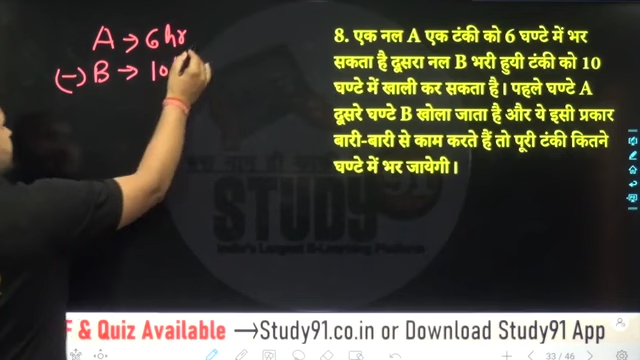 A → 6 hr
(-) B → 10
8. एक नल A एक टंकी को 6 घण्टे में भर
सकता है दूसरा नल B भरी हुयी टंकी को 10
घण्टे में खाली कर सकता है। पहले घण्टे A
दूसरे घण्टे B खोला जाता है और ये इसी प्रकार
बारी-बारी से काम करते हैं तो पूरी टंकी कितने
घण्टे में भर जायेगी।
STUDY
India's Largest E-Learning Platform
F & Quiz Available → Study91.co.in or Download Study91 App
33 / 46